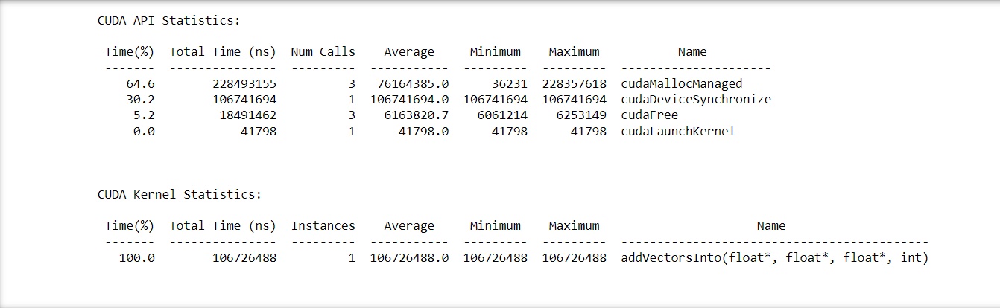 CUDA API Statistics:
Time(%) Total Time (ns) Num Calls Average Minimum Maximum Name
------- --------------- --------- ----------- --------- --------- ---------------------
64.6 228493155 3 76164385.0 36231 228357618 cudaMallocManaged
30.2 106741694 1 106741694.0 106741694 106741694 cudaDeviceSynchronize
5.2 18491462 3 6163820.7 6061214 6253149 cudaFree
0.0 41798 1 41798.0 41798 41798 cudaLaunchKernel
CUDA Kernel Statistics:
Time(%) Total Time (ns) Instances Average Minimum Maximum Name
------- --------------- --------- ----------- --------- --------- -------------------------------------------
100.0 106726488 1 106726488.0 106726488 106726488 addVectorsInto(float*, float*, float*, int)